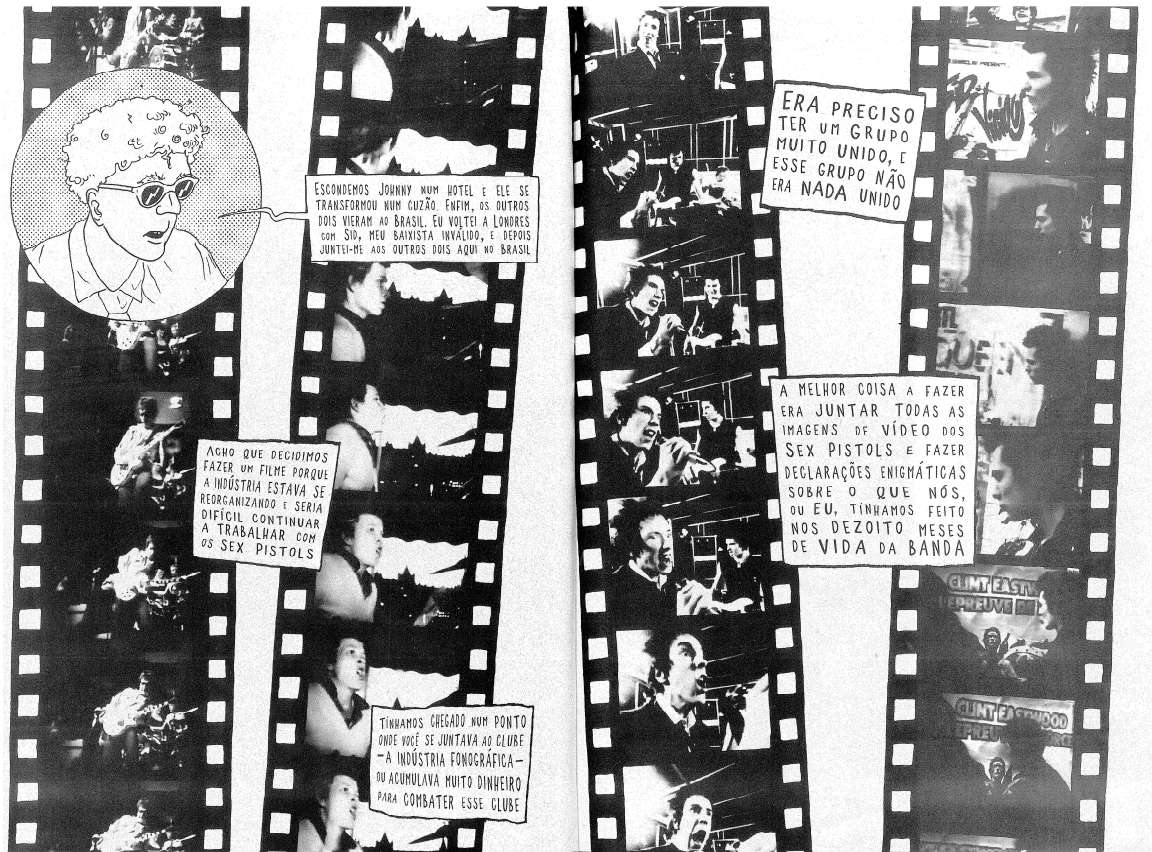 ESCONDEMOS JOHNNY NUM HOTEL E ELE SE
TRANSFORMOU NUM CUZÃO. ENFIM, OS OUTROS
DOIS VIERAM AO BRASIL. EU VOLTEI A LONDRES
COM SID, MEU BAIXISTA INVÁLIDO, E DEPOIS
JUNTEI-ME AOS OUTROS DOIS AQUI NO BRASIL
ACHO QUE DECIDIMOS
FAZER UM FILME PORQUE
A INDÚSTRIA ESTAVA SE
REORGANIZANDO E SERIA
DIFÍCIL CONTINUAR
A TRABALHAR COM
OS SEX PISTOLS
TÍNHAMOS CHEGADO NUM PONTO
ONDE VOCÊ SE JUNTAVA AO CLUBE
—A INDÚSTRIA FONOGRÁFICA—
OU ACUMULAVA MUITO DINHEIRO
PARA COMBATER ESSE CLUBE
ERA PRECISO
TER UM GRUPO
MUITO UNIDO, E
ESSE GRUPO NÃO
ERA NADA UNIDO
A MELHOR COISA A FAZER
ERA JUNTAR TODAS AS
IMAGENS DE VÍDEO DOS
SEX PISTOLS E FAZER
DECLARAÇÕES ENIGMÁTICAS
SOBRE O QUE NÓS,
OU EU, TÍNHAMOS FEITO
NOS DEZOITO MESES
DE VIDA DA BANDA
Vicious
CLINT EASTWOOD
L'EPREUVE DE
CLINT EASTWOOD